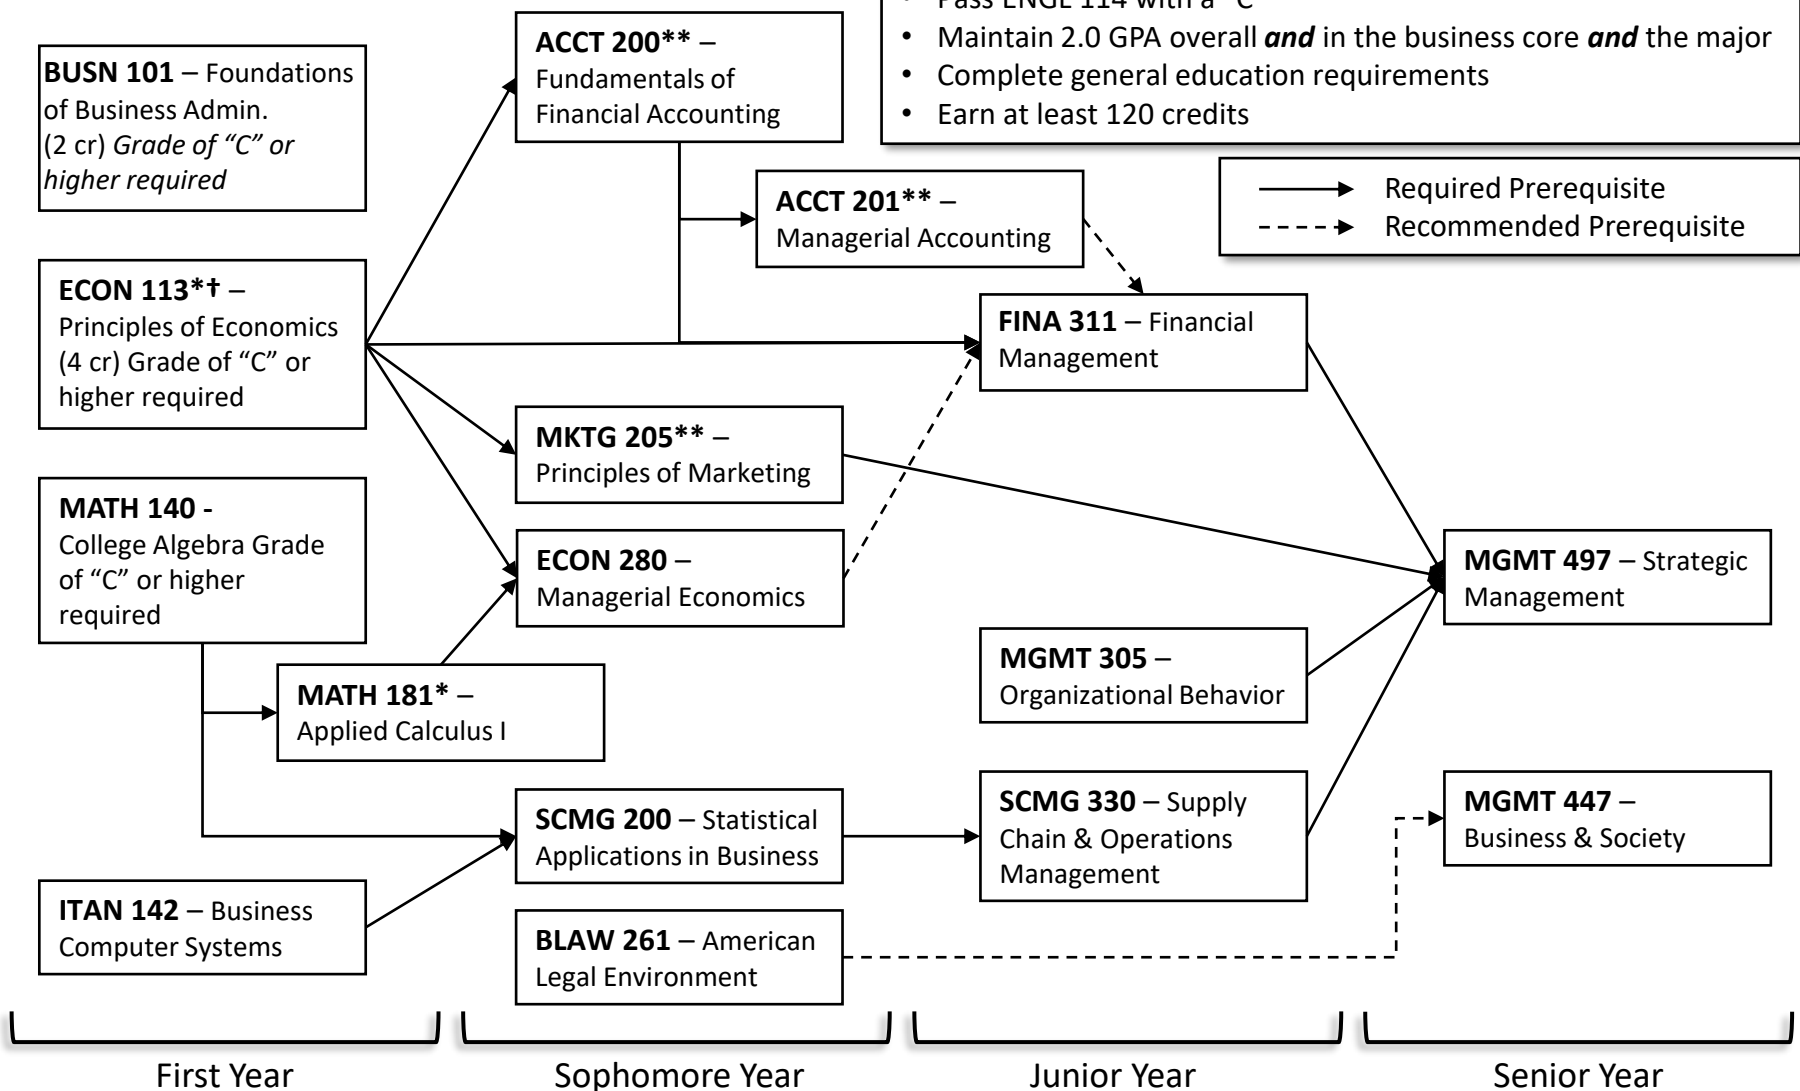 Pass ENGL 114 with a "C"
• Maintain 2.0 GPA overall and in the business core and the major
• Complete general education requirements
• Earn at least 120 credits
Required Prerequisite
Recommended Prerequisite
BUSN 101 – Foundations
of Business Admin.
(2 cr) Grade of “C” or
higher required
ECON 113*† –
Principles of Economics
(4 cr) Grade of “C” or
higher required
MATH 140 -
College Algebra Grade
of “C” or higher
required
MATH 181* –
Applied Calculus I
ITAN 142 – Business
Computer Systems
ACCT 200** –
Fundamentals of
Financial Accounting
ACCT 201** –
Managerial Accounting
MKTG 205** –
Principles of Marketing
ECON 280 –
Managerial Economics
SCMG 200 – Statistical
Applications in Business
BLAW 261 – American
Legal Environment
FINA 311 – Financial
Management
MGMT 305 –
Organizational Behavior
SCMG 330 – Supply
Chain & Operations
Management
MGMT 497 – Strategic
Management
MGMT 447 –
Business & Society
First Year
Sophomore Year
Junior Year
Senior Year